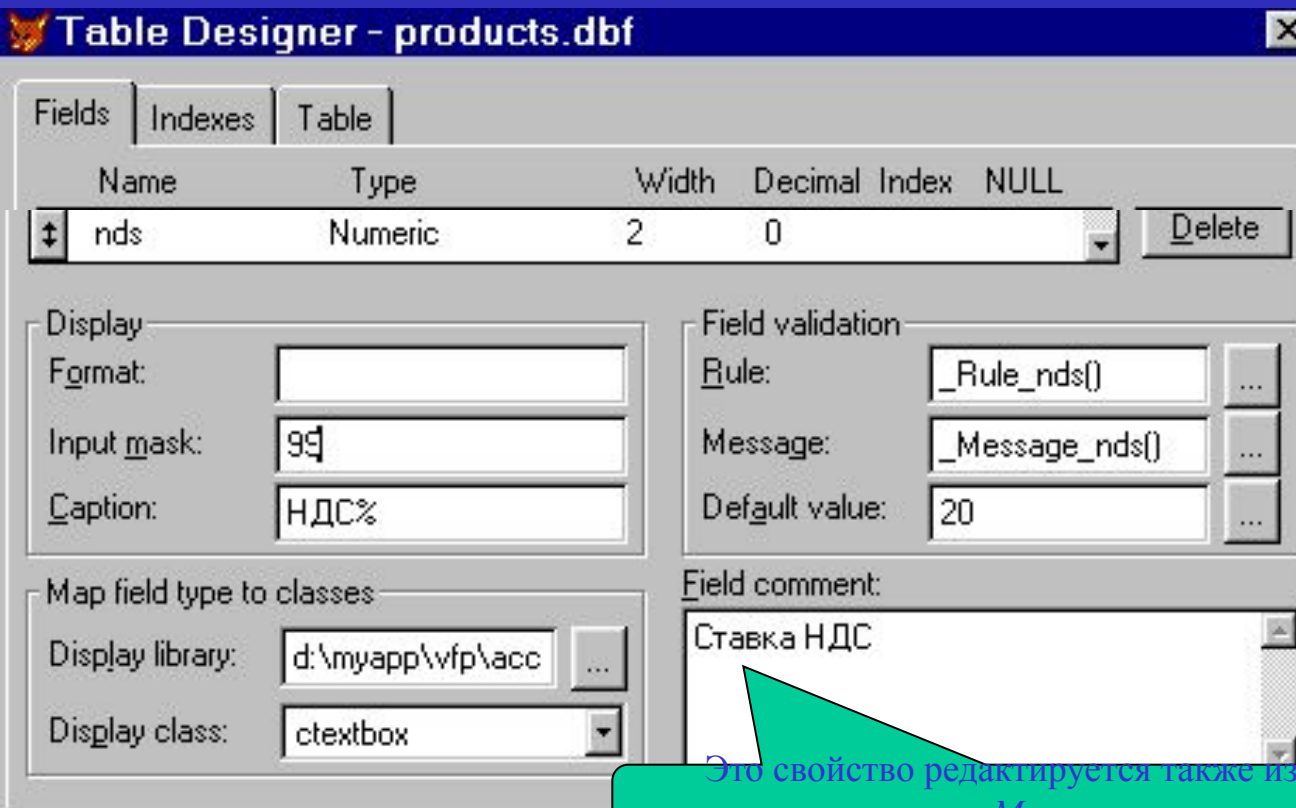 Table Designer - products.dbf
Fields Indexes Table
Name Type Width Decimal Index NULL
nds Numeric 2 0
Delete
Display
Format:
Input mask: 99
Caption: НДС%
Field validation
Rule: _Rule_nds() ...
Message: _Message_nds() ...
Default value: 20 ...
Map field type to classes
Display library: d:\myapp\vfp\acc ...
Display class: ctextbox
Field comment:
Ставка НДС
Это свойство редактируется также из